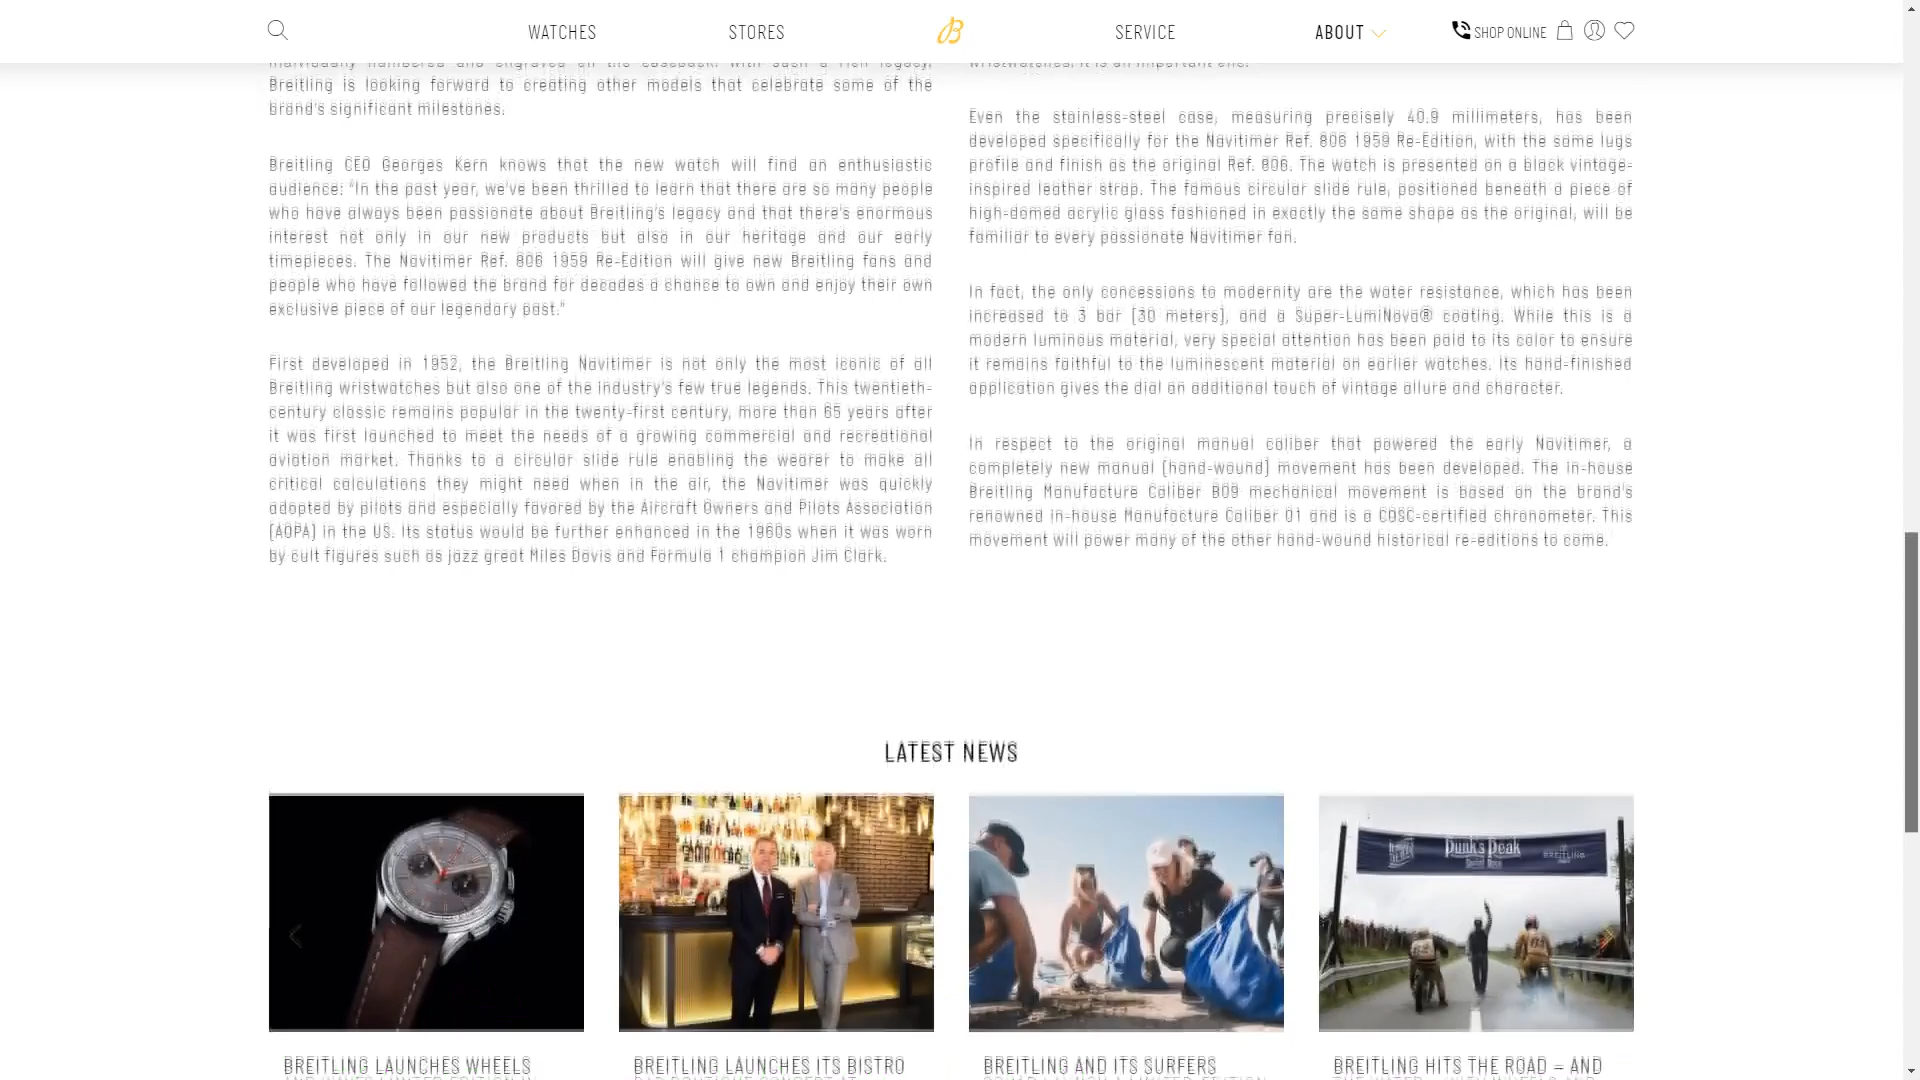 WATCHES STORES SERVICE ABOUT SHOP ONLINE
individually numbered and engraved on the caseback. With such a rich legacy,
Breitling is looking forward to creating other models that celebrate some of the
brand's significant milestones.
Breitling CEO Georges Kern knows that the new watch will find an enthusiastic
audience: “In the past year, we've been thrilled to learn that there are so many people
who have always been passionate about Breitling's legacy and that there's enormous
interest not only in our new products but also in our heritage and our early
timepieces. The Navitimer Ref. 806 1959 Re-Edition will give new Breitling fans and
people who have followed the brand for decades a chance to own and enjoy their own
exclusive piece of our legendary past.”
First developed in 1952, the Breitling Navitimer is not only the most iconic of all
Breitling wristwatches but also one of the industry's few true legends. This twentieth-
century classic remains popular in the twenty-first century, more than 65 years after
it was first launched to meet the needs of a growing commercial and recreational
aviation market. Thanks to a circular slide rule enabling the wearer to make all
critical calculations they might need when in the air, the Navitimer was quickly
adopted by pilots and especially favored by the Aircraft Owners and Pilots Association
(AOPA) in the US. Its status would be further enhanced in the 1960s when it was worn
by cult figures such as jazz great Miles Davis and Formula 1 champion Jim Clark.
wristwatches, it is an important one.
Even the stainless-steel case, measuring precisely 40.9 millimeters, has been
developed specifically for the Navitimer Ref. 806 1959 Re-Edition, with the same lugs
profile and finish as the original Ref. 806. The watch is presented on a black vintage-
inspired leather strap. The famous circular slide rule, positioned beneath a piece of
high-domed acrylic glass fashioned in exactly the same shape as the original, will be
familiar to every passionate Navitimer fan.
In fact, the only concessions to modernity are the water resistance, which has been
increased to 3 bar (30 meters), and a Super-LumiNova® coating. While this is a
modern luminous material, very special attention has been paid to its color to ensure
it remains faithful to the luminescent material on earlier watches. Its hand-finished
application gives the dial an additional touch of vintage allure and character.
In respect to the original manual caliber that powered the early Navitimer, a
completely new manual (hand-wound) movement has been developed. The in-house
Breitling Manufacture Caliber B09 mechanical movement is based on the brand's
renowned in-house Manufacture Caliber 01 and is a COSC-certified chronometer. This
movement will power many of the other hand-wound historical re-editions to come.
LATEST NEWS
Punk's Peak
BREITLING
BREITLING LAUNCHES WHEELS
BREITLING LAUNCHES ITS BISTRO
BREITLING AND ITS SURFERS
BREITLING HITS THE ROAD – AND